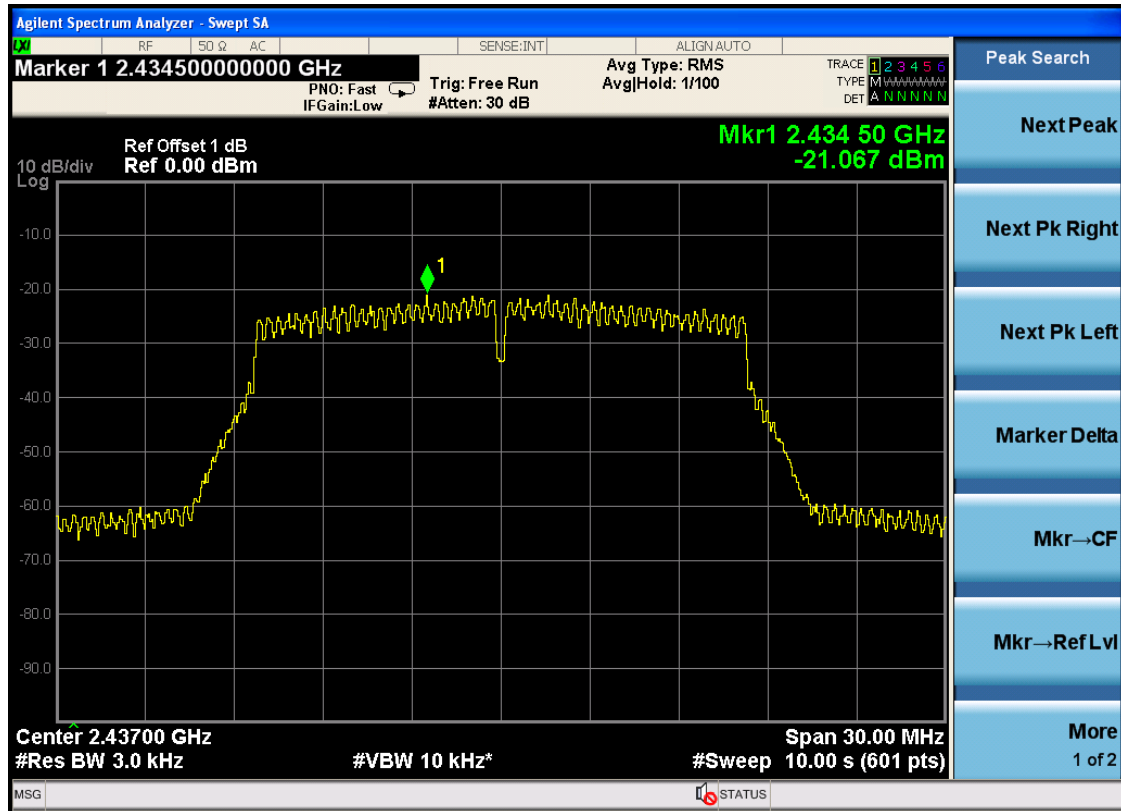 Agilent Spectrum Analyzer - Swept SA
LXI RF 50 Ω AC SENSE:INT ALIGN AUTO
Marker 1 2.434500000000 GHz
PNO: Fast
IFGain:Low
Trig: Free Run
#Atten: 30 dB
Avg Type: RMS
Avg|Hold: 1/100
TRACE 1 2 3 4 5 6
TYPE M W W W W W
DET A N N N N N
Mkr1 2.434 50 GHz
-21.067 dBm
Ref Offset 1 dB
10 dB/div Ref 0.00 dBm
Log
-10.0
-20.0
-30.0
-40.0
-50.0
-60.0
-70.0
-80.0
-90.0
1
Center 2.43700 GHz
Span 30.00 MHz
#Res BW 3.0 kHz
#VBW 10 kHz*
#Sweep 10.00 s (601 pts)
MSG
STATUS
Peak Search
Next Peak
Next Pk Right
Next Pk Left
Marker Delta
Mkr→CF
Mkr→Ref Lvl
More
1 of 2